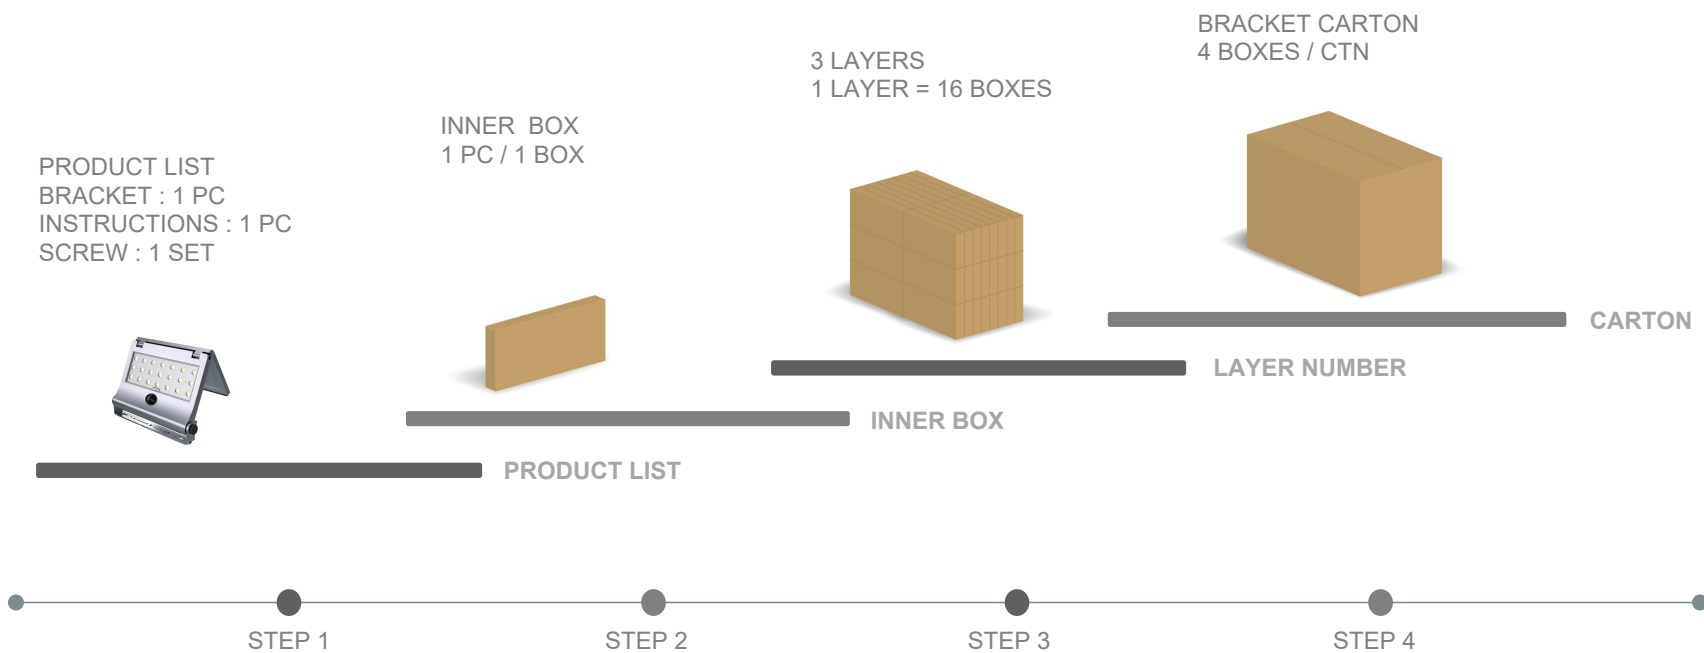 PRODUCT LIST
BRACKET : 1 PC
INSTRUCTIONS : 1 PC
SCREW : 1 SET
PRODUCT LIST
INNER  BOX
1 PC / 1 BOX
INNER BOX
3 LAYERS
1 LAYER = 16 BOXES
LAYER NUMBER
BRACKET CARTON
4 BOXES / CTN
CARTON
STEP 1
STEP 2
STEP 3
STEP 4